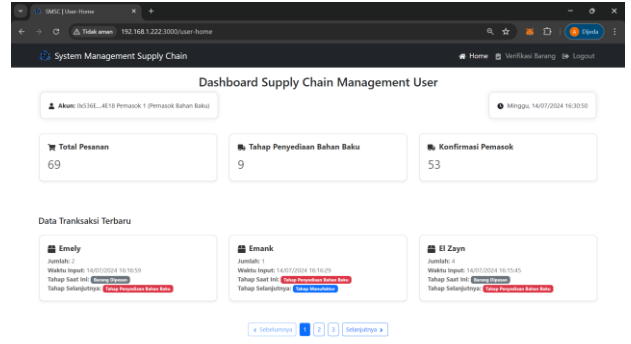 SMSC | User-Home
Tidak aman 192.168.1.222:3000/user-home
Dijeda
System Management Supply Chain
Home Verifikasi Barang Logout
Dashboard Supply Chain Management User
Akun: 0x536E...4E18 Pemasok 1 (Pemasok Bahan Baku)
Minggu, 14/07/2024 16:30:50
Total Pesanan
69
Tahap Penyediaan Bahan Baku
9
Konfirmasi Pemasok
53
Data Tranksaksi Terbaru
Emely
Jumlah: 2
Waktu Input: 14/07/2024 16:16:59
Tahap Saat Ini: Barang Dipesan
Tahap Selanjutnya: Tahap Penyediaan Bahan Baku
Emank
Jumlah: 1
Waktu Input: 14/07/2024 16:16:29
Tahap Saat Ini: Tahap Penyediaan Bahan Baku
Tahap Selanjutnya: Tahap Manufaktur
El Zayn
Jumlah: 4
Waktu Input: 14/07/2024 16:15:45
Tahap Saat Ini: Barang Dipesan
Tahap Selanjutnya: Tahap Penyediaan Bahan Baku
« Sebelumnya 1 2 3 Selanjutnya »